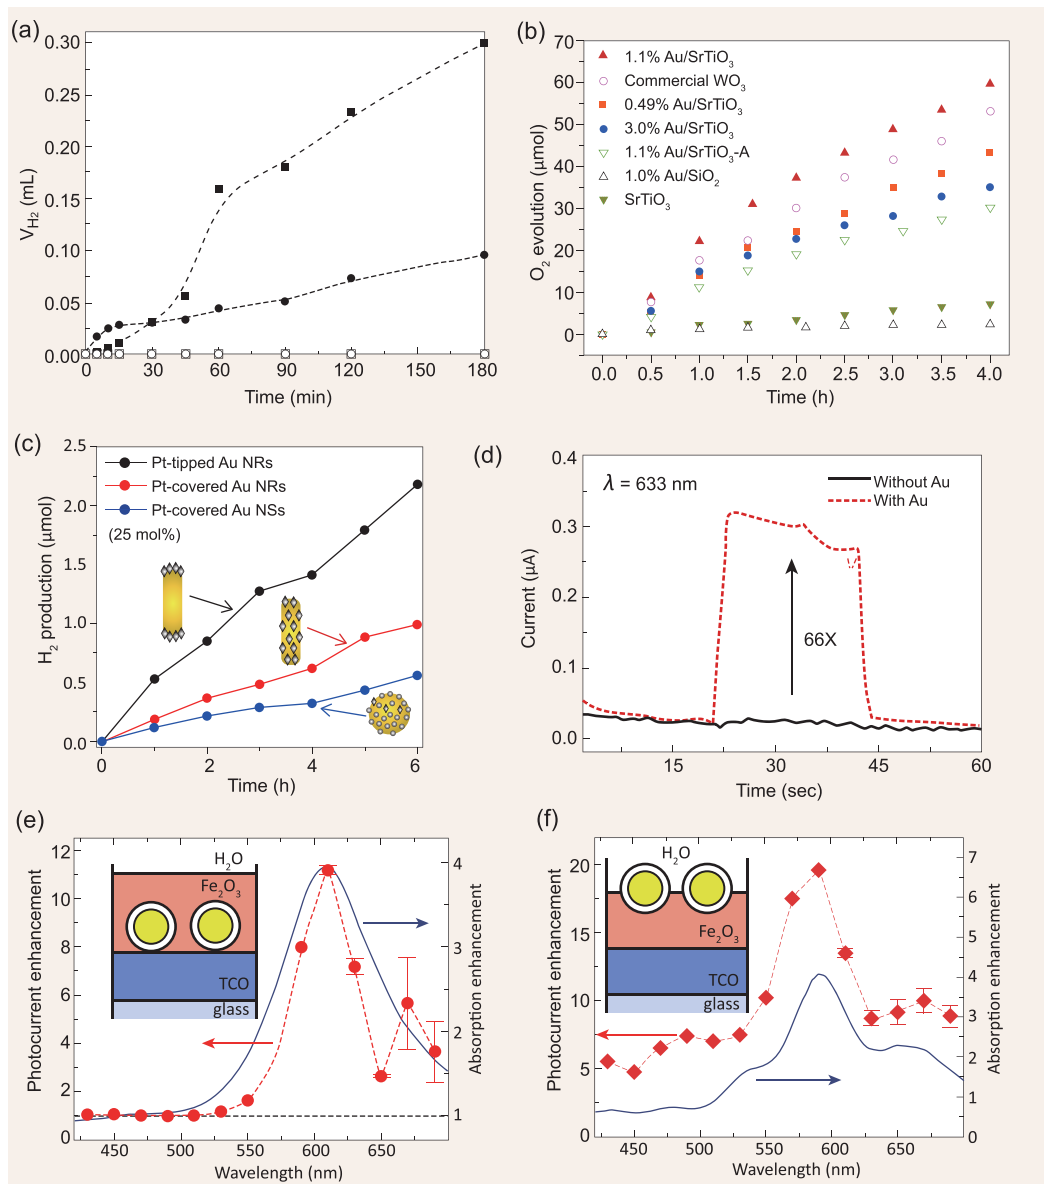 (a)
0.30
0.25
0.20
0.15
0.10
0.05
0.00
V_H2 (mL)
0 30 60 90 120 150 180
Time (min)
(b)
70
60
50
40
30
20
10
0
O2 evolution (μmol)
1.1% Au/SrTiO3
Commercial WO3
0.49% Au/SrTiO3
3.0% Au/SrTiO3
1.1% Au/SrTiO3-A
1.0% Au/SiO2
SrTiO3
0.0 0.5 1.0 1.5 2.0 2.5 3.0 3.5 4.0
Time (h)
(c)
2.5
2.0
1.5
1.0
0.5
0.0
H2 production (μmol)
Pt-tipped Au NRs
Pt-covered Au NRs
Pt-covered Au NSs
(25 mol%)
0 2 4 6
Time (h)
(d)
0.4
0.3
0.2
0.1
0.0
Current (μA)
λ = 633 nm
Without Au
With Au
66X
15 30 45 60
Time (sec)
(e)
12
11
10
9
8
7
6
5
4
3
2
1
0
Photocurrent enhancement
H2O
Fe2O3
TCO
glass
4
3
2
1
Absorption enhancement
450 500 550 600 650
Wavelength (nm)
(f)
20
15
10
5
0
Photocurrent enhancement
H2O
Fe2O3
TCO
glass
7
6
5
4
3
2
1
0
Absorption enhancement
450 500 550 600 650
Wavelength (nm)